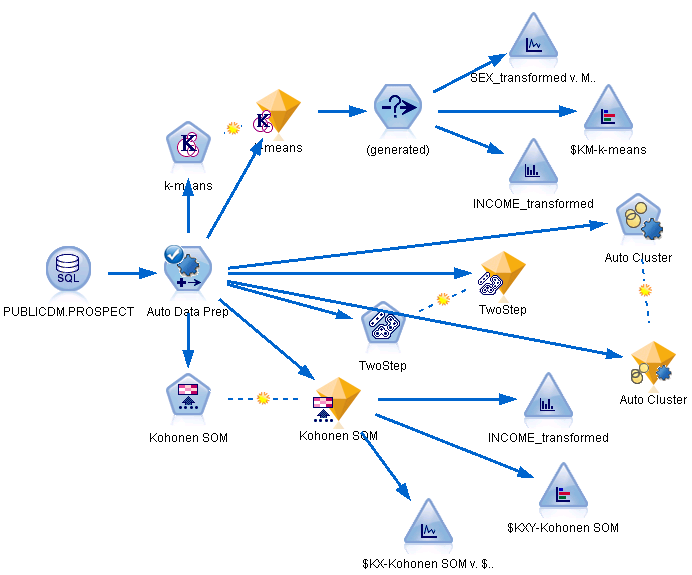 SEX_transformed v. M..
k-means
k-means
(generated)
$KM-k-means
INCOME_transformed
SQL
PUBLICDM.PROSPECT
Auto Data Prep
Auto Cluster
TwoStep
TwoStep
Auto Cluster
Kohonen SOM
Kohonen SOM
INCOME_transformed
$KXY-Kohonen SOM
$KX-Kohonen SOM v. $..